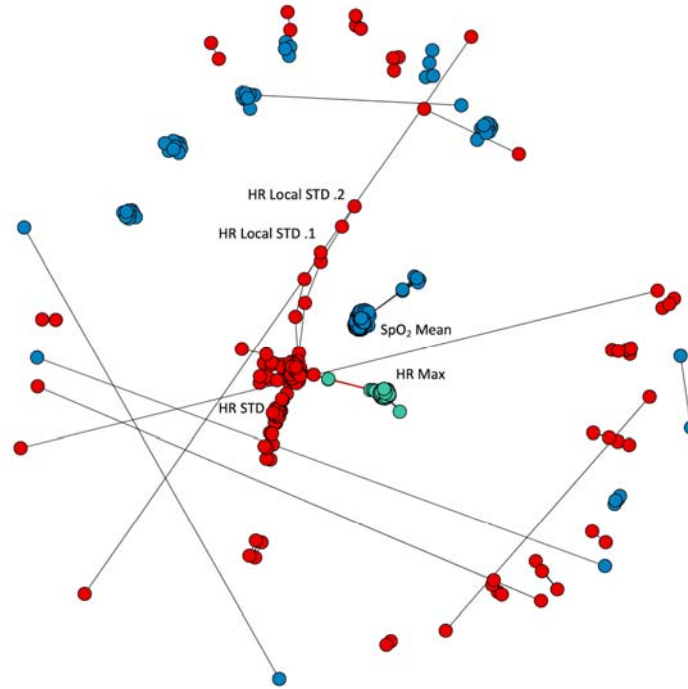 HR Local STD .2
HR Local STD .1
SpO₂ Mean
HR Max
HR STD